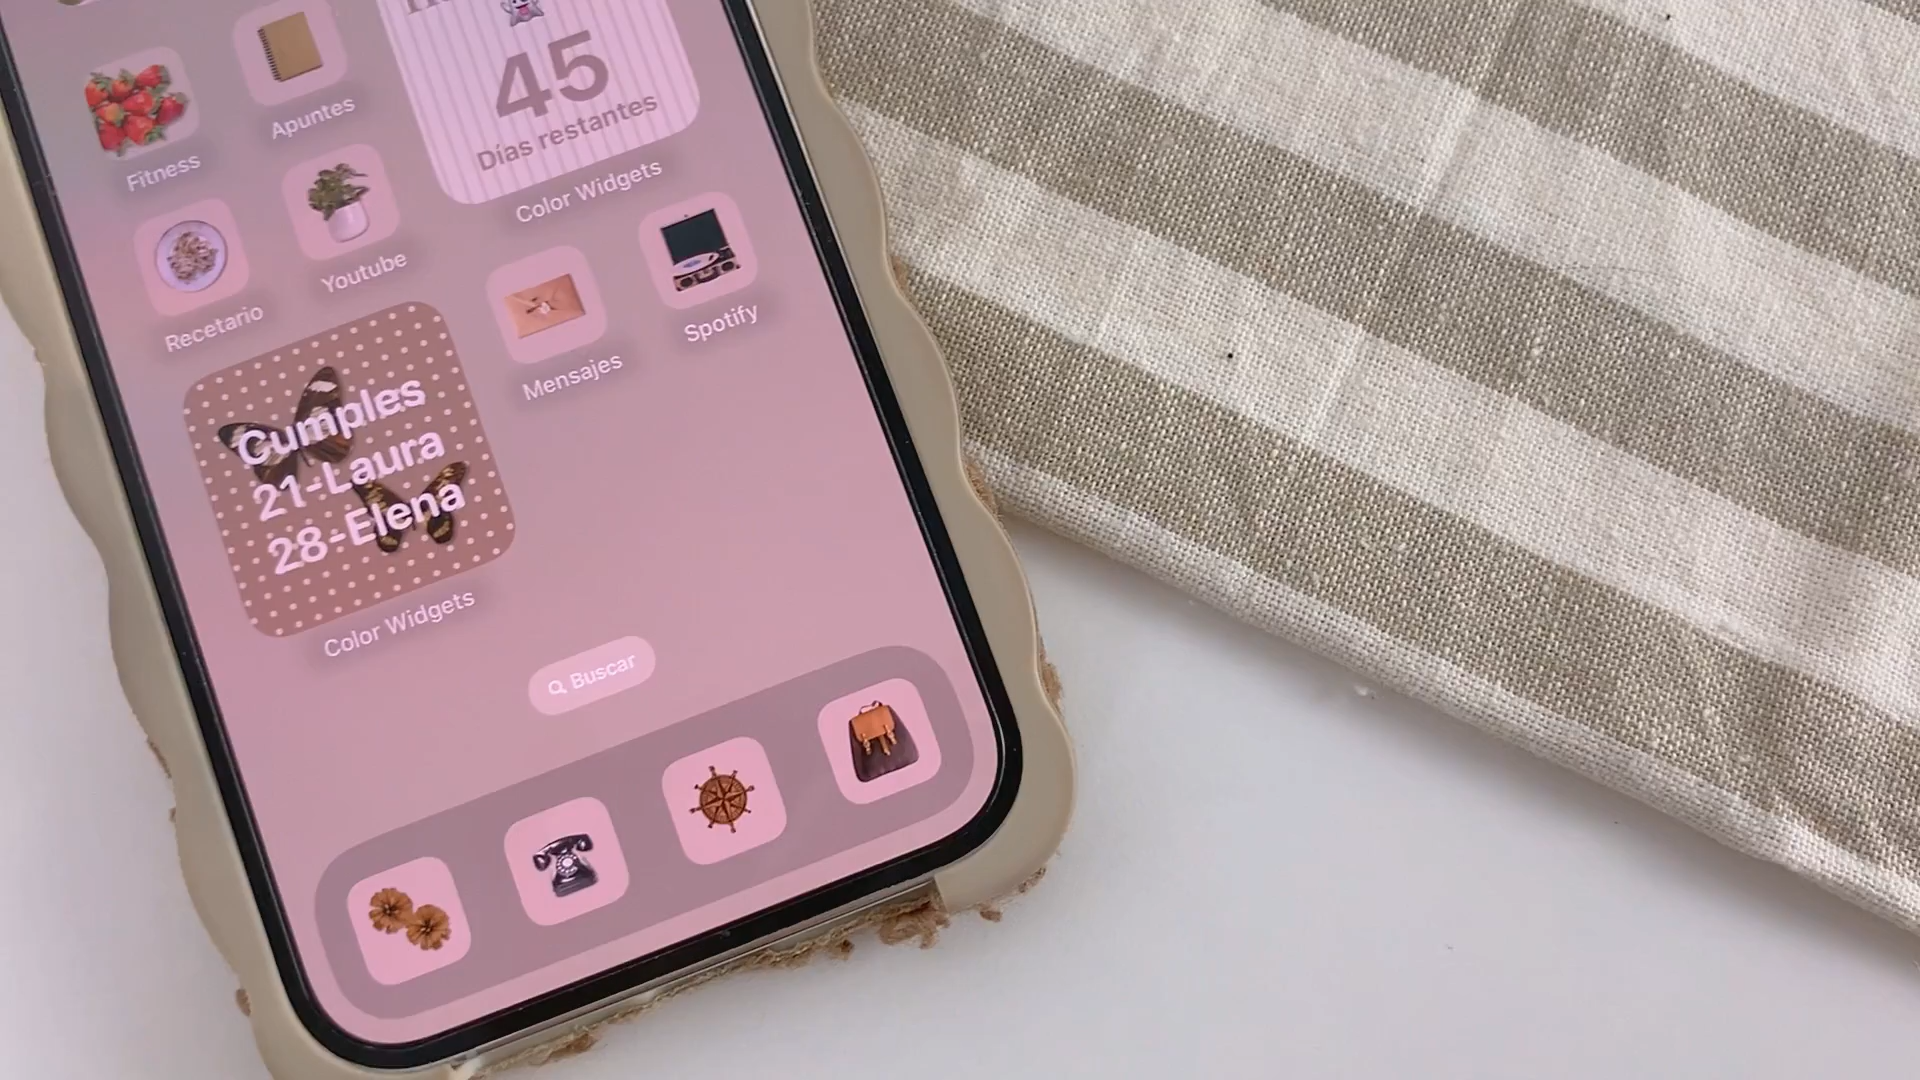 45
Días restantes
Color Widgets
Fitness
Apuntes
Recetario
Youtube
Mensajes
Spotify
Cumples
21-Laura
28-Elena
Color Widgets
Buscar